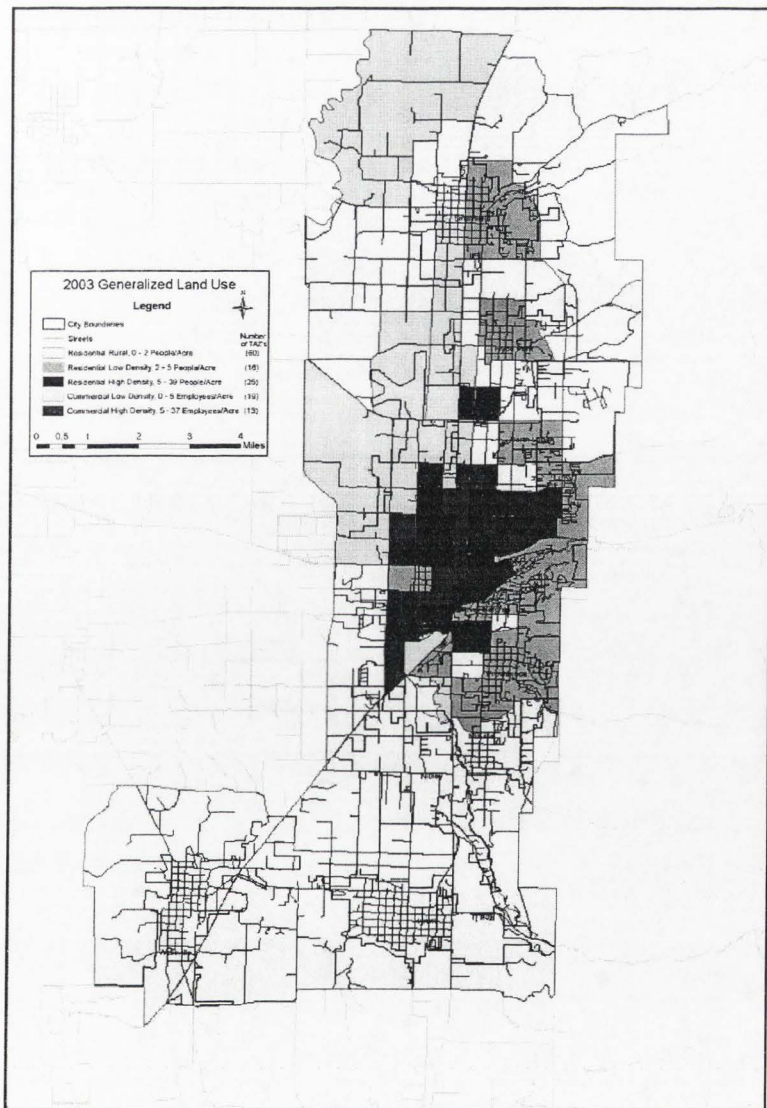 2003 Generalized Land Use
Legend
N
City Boundaries
Streets
Number
of TAZ's
Residential Rural, 0 - 2 People/Acre (60)
Residential Low Density, 2 - 5 People/Acre (16)
Residential High Density, 5 - 39 People/Acre (25)
Commercial Low Density, 0 - 5 Employees/Acre (19)
Commercial High Density, 5 - 37 Employees/Acre (13)
0 0.5 1 2 3 4
Miles
Nibley